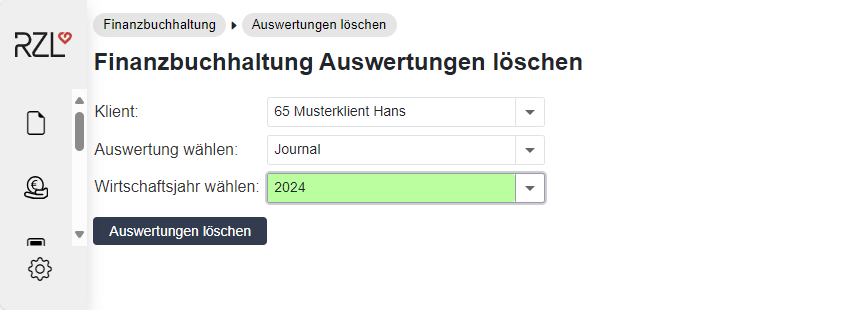 Finanzbuchhaltung Auswertungen löschen
RZL
Finanzbuchhaltung Auswertungen löschen
Klient: 65 Musterklient Hans
Auswertung wählen: Journal
Wirtschaftsjahr wählen: 2024
Auswertungen löschen